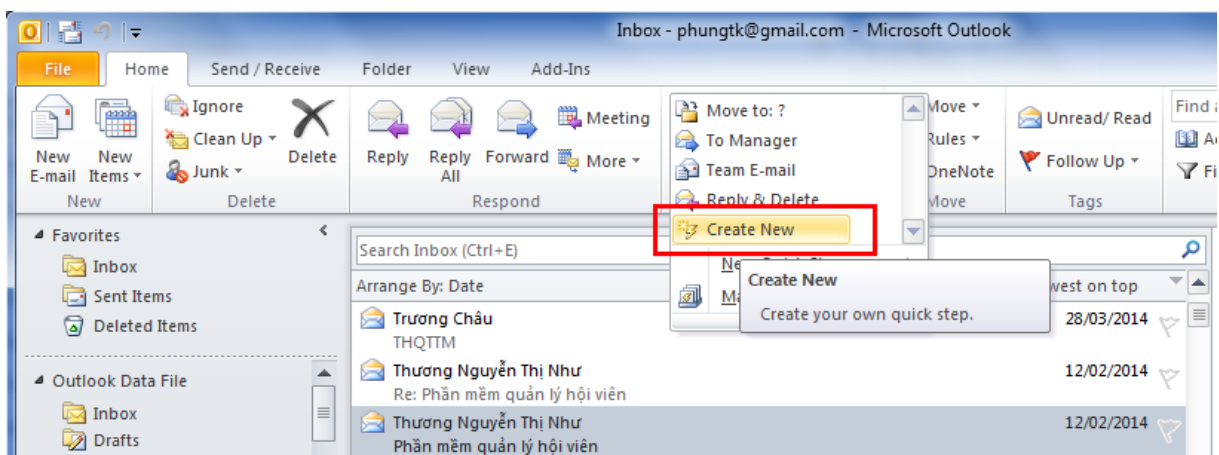 Inbox - phungtk@gmail.com - Microsoft Outlook
File Home Send / Receive Folder View Add-Ins
New E-mail
New Items
Ignore
Clean Up
Junk
Delete
Reply
Reply All
Forward
Meeting
More
Move to: ?
To Manager
Team E-mail
Reply & Delete
Create New
Move
Rules
OneNote
Unread/ Read
Follow Up
Find
New
Delete
Respond
Move
Tags
Create New
Create your own quick step.
Favorites
Inbox
Sent Items
Deleted Items
Outlook Data File
Inbox
Drafts
Search Inbox (Ctrl+E)
Arrange By: Date
on top
Trương Châu 28/03/2014
THQTTM
Thương Nguyễn Thị Như 12/02/2014
Re: Phần mềm quản lý hội viên
Thương Nguyễn Thị Như 12/02/2014
Phần mềm quản lý hội viên